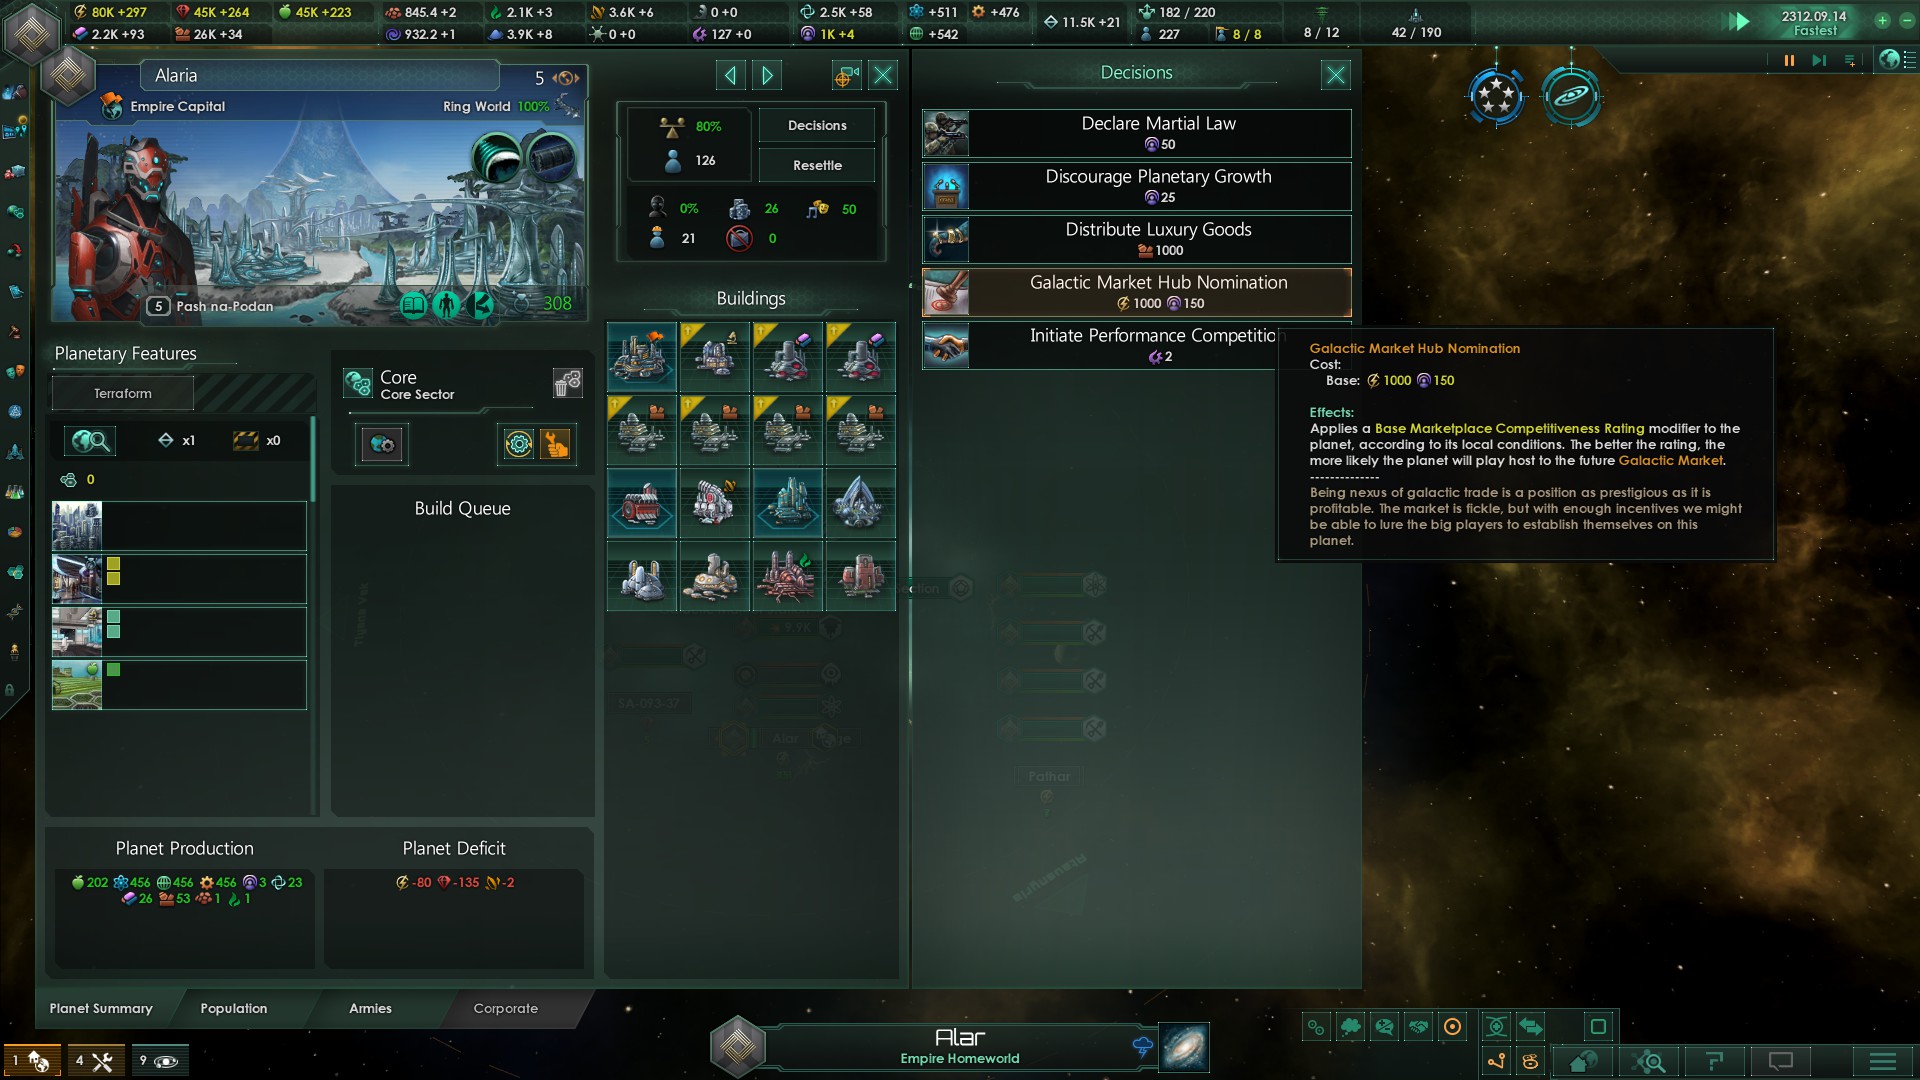 80K +297
45K +264
45K +223
845.4 +2
2.1K +3
3.6K +6
0 +0
2.5K +58
+511
+476
11.5K +21
182 / 220
8 / 12
42 / 190
2312.09.14
Fastest
2.2K +93
26K +34
932.2 +1
3.9K +8
0 +0
127 +0
1K +4
+542
227
8 / 8
Alaria
5
Empire Capital
Ring World 100%
5 Pash na-Podan
308
80%
126
Decisions
Resettle
0%
26
50
21
0
Planetary Features
Terraform
x1
x0
0
Core
Core Sector
Build Queue
Buildings
Planet Production
202 456 456 456 3 23
26 53 1 1
Planet Deficit
-80 -135 -2
Planet Summary
Population
Armies
Corporate
Decisions
Declare Martial Law
50
Discourage Planetary Growth
25
Distribute Luxury Goods
1000
Galactic Market Hub Nomination
1000 150
Initiate Performance Competition
2
Galactic Market Hub Nomination
Cost:
Base: 1000 150
Effects:
Applies a Base Marketplace Competitiveness Rating modifier to the
planet, according to its local conditions. The better the rating, the
more likely the planet will play host to the future Galactic Market.
--------------
Being nexus of galactic trade is a position as prestigious as it is
profitable. The market is fickle, but with enough incentives we might
be able to lure the big players to establish themselves on this
planet.
9.9K
SA-093-37
Pathar
Alar
Empire Homeworld
1
4
9